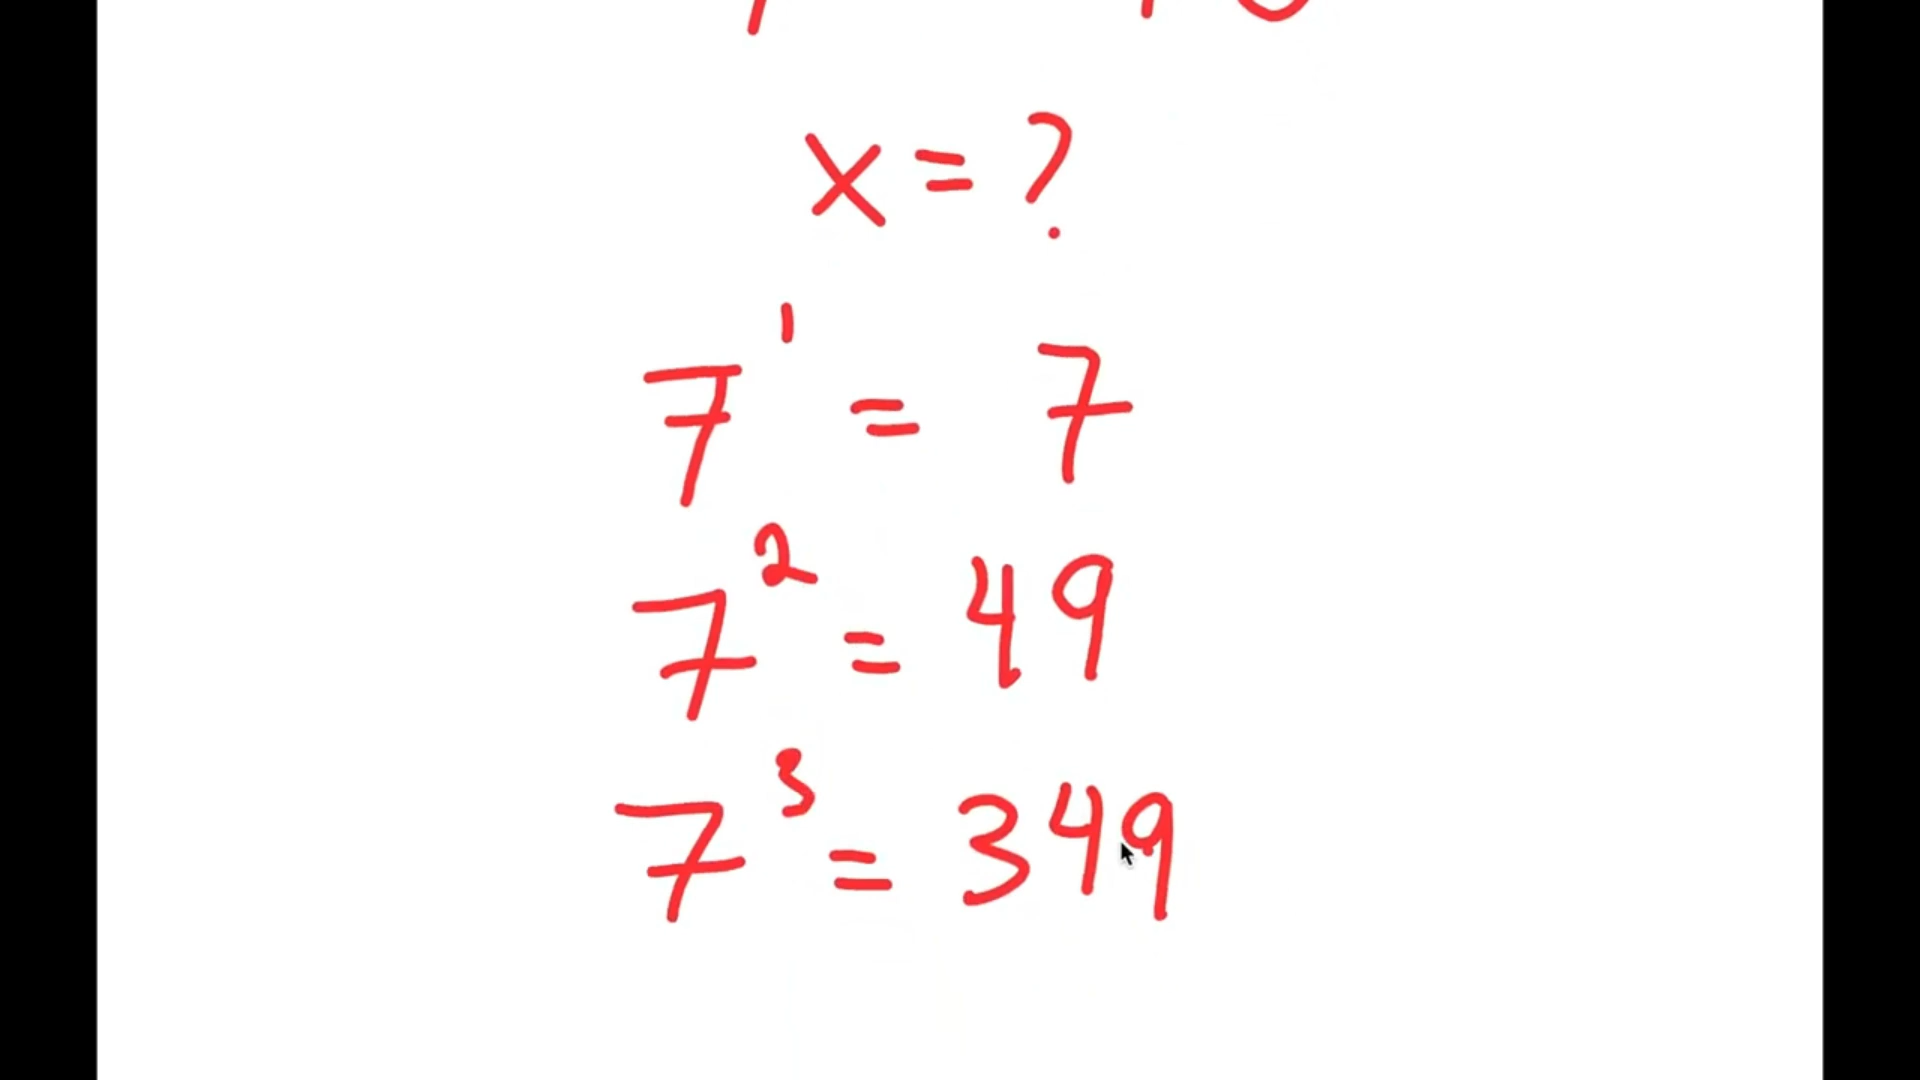 x = ?
7¹ = 7
7² = 49
7³ = 349